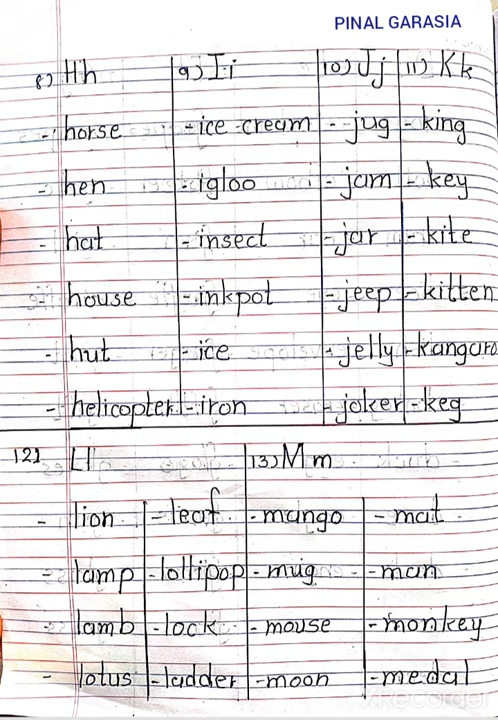 PINAL GARASIA
8) Hh 9) Ii 10) Jj 11) Kk
- horse - ice cream - jug - king
- hen - igloo - jam - key
- hat - insect - jar - kite
- house - inkpot - jeep - kitten
- hut - ice - jelly - kangaro
- helicopter - iron - joker - keg
12) Ll 13) Mm
- lion - leaf - mango - mat
- lamp - lollipop - mug - man
- lamb - lock - mouse - monkey
- lotus - ladder - moon - medal
XRecorder